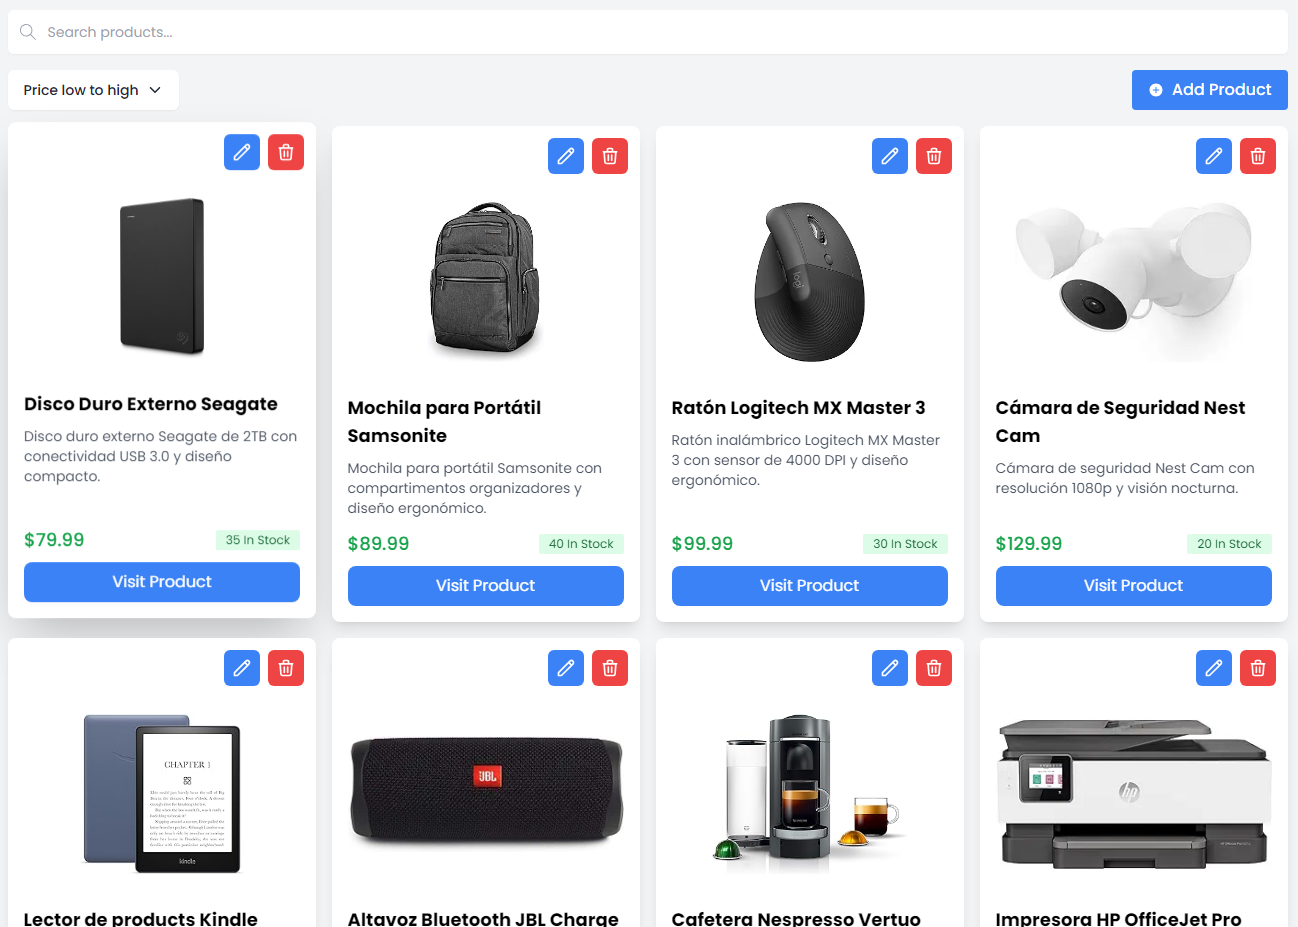 Search products...
Price low to high
Add Product
Disco Duro Externo Seagate
Disco duro externo Seagate de 2TB con
conectividad USB 3.0 y diseño
compacto.
$79.99
35 In Stock
Visit Product
Mochila para Portátil
Samsonite
Mochila para portátil Samsonite con
compartimentos organizadores y
diseño ergonómico.
$89.99
40 In Stock
Visit Product
Ratón Logitech MX Master 3
Ratón inalámbrico Logitech MX Master
3 con sensor de 4000 DPI y diseño
ergonómico.
$99.99
30 In Stock
Visit Product
Cámara de Seguridad Nest
Cam
Cámara de seguridad Nest Cam con
resolución 1080p y visión nocturna.
$129.99
20 In Stock
Visit Product
CHAPTER 1
kindle
Lector de products Kindle
JBL
Altavoz Bluetooth JBL Charge
Cafetera Nespresso Vertuo
hp
Impresora HP OfficeJet Pro